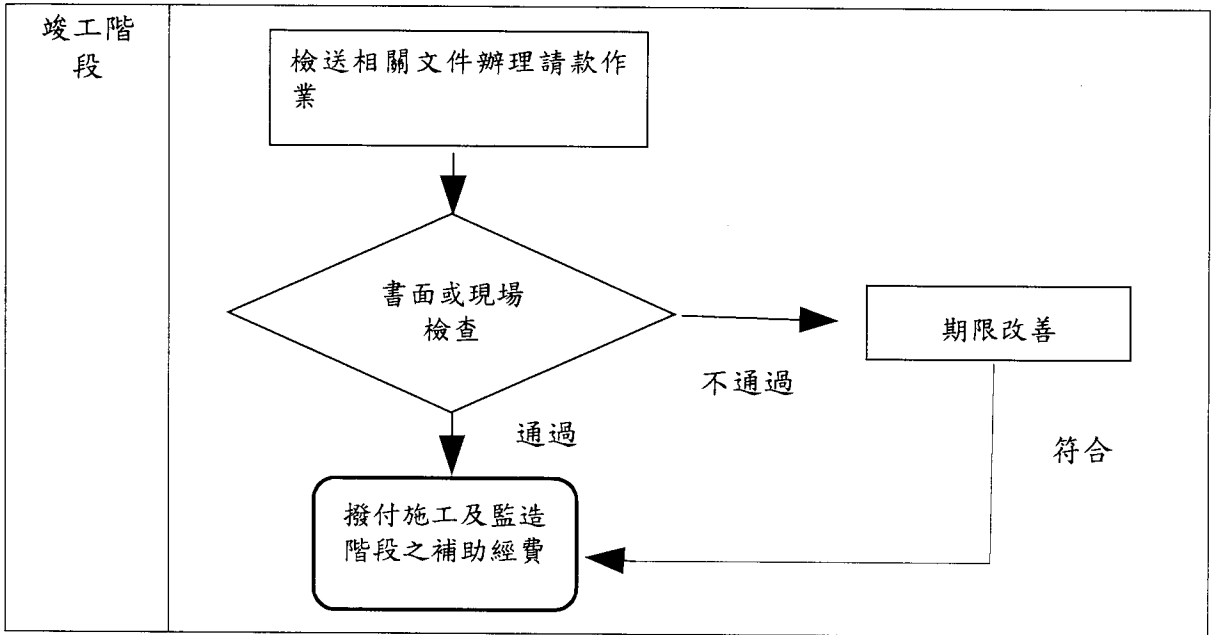 竣工階
段
檢送相關文件辦理請款作
業
書面或現場
檢查
期限改善
不通過
通過
符合
撥付施工及監造
階段之補助經費